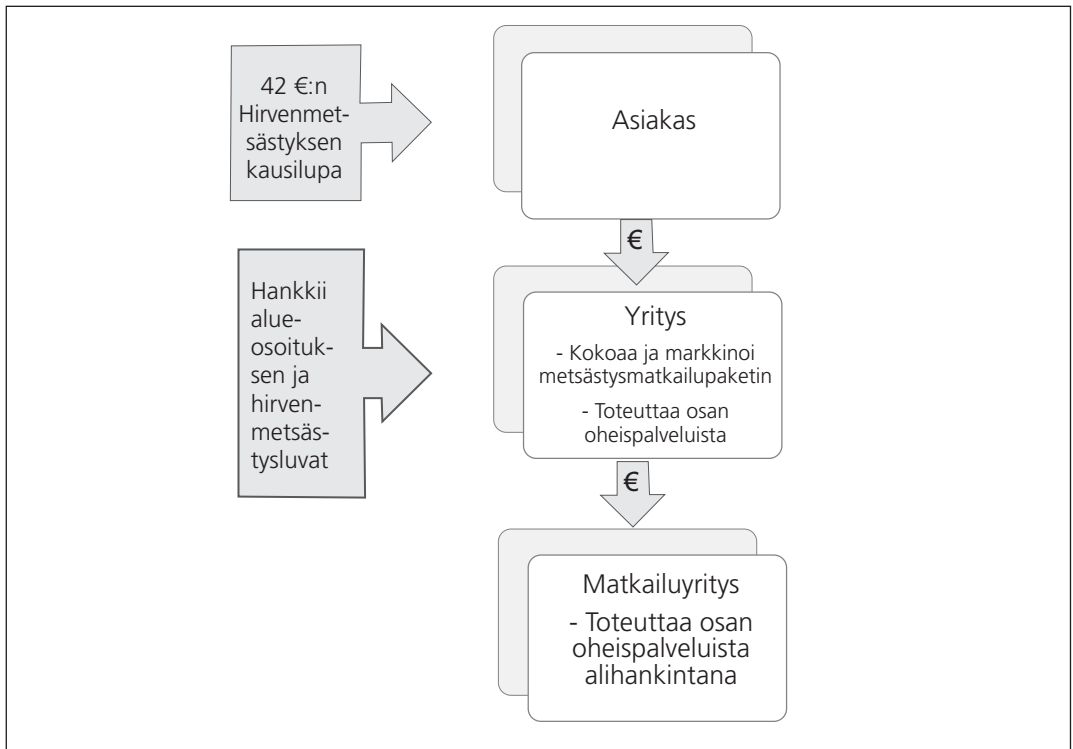 42 €:n
Hirvenmet-
sästyksen
kausilupa
Asiakas
€
Hankkii
alue-
osoituk-
sen ja
hirven-
metsäs-
tysluvat
Yritys
- Kokoaa ja markkinoi
metsästysmatkailupaketin
- Toteuttaa osan
oheispalveluista
€
Matkailuyritys
- Toteuttaa osan
oheispalveluista
alihankintana